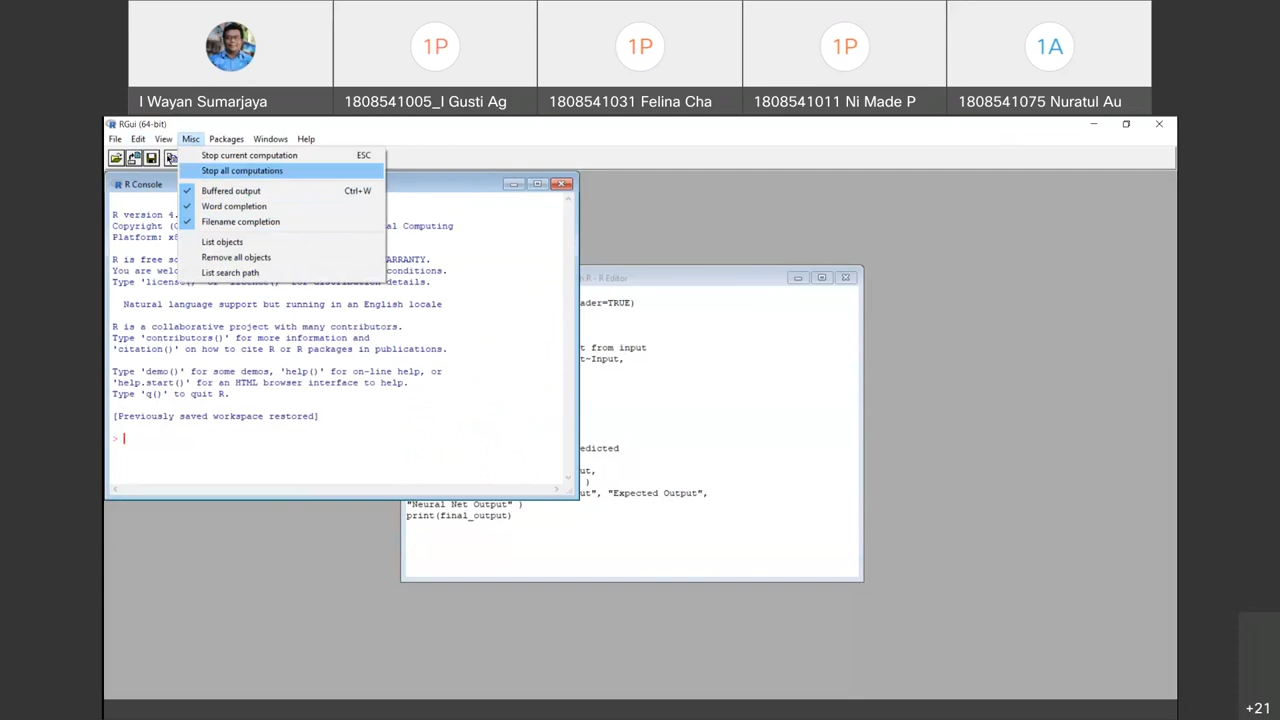 1P
1P
1P
1A
I Wayan Sumarjaya
1808541005_I Gusti Ag
1808541031 Felina Cha
1808541011 Ni Made P
1808541075 Nuratul Au
RGui (64-bit)
File Edit View Misc Packages Windows Help
Stop current computation ESC
Stop all computations
Buffered output Ctrl+W
Word completion
Filename completion
List objects
Remove all objects
List search path
R Console
R version 4.
Copyright (C al Computing
Platform: x8
R is free so ARRANTY.
You are welc conditions.
Type 'license()' or 'licence()' for distribution details.
Natural language support but running in an English locale
R is a collaborative project with many contributors.
Type 'contributors()' for more information and
'citation()' on how to cite R or R packages in publications.
Type 'demo()' for some demos, 'help()' for on-line help, or
'help.start()' for an HTML browser interface to help.
Type 'q()' to quit R.
[Previously saved workspace restored]
>
R - R Editor
ader=TRUE)
t from input
t~Input,
edicted
ut,
)
ut", "Expected Output",
"Neural Net Output" )
print(final_output)
+21